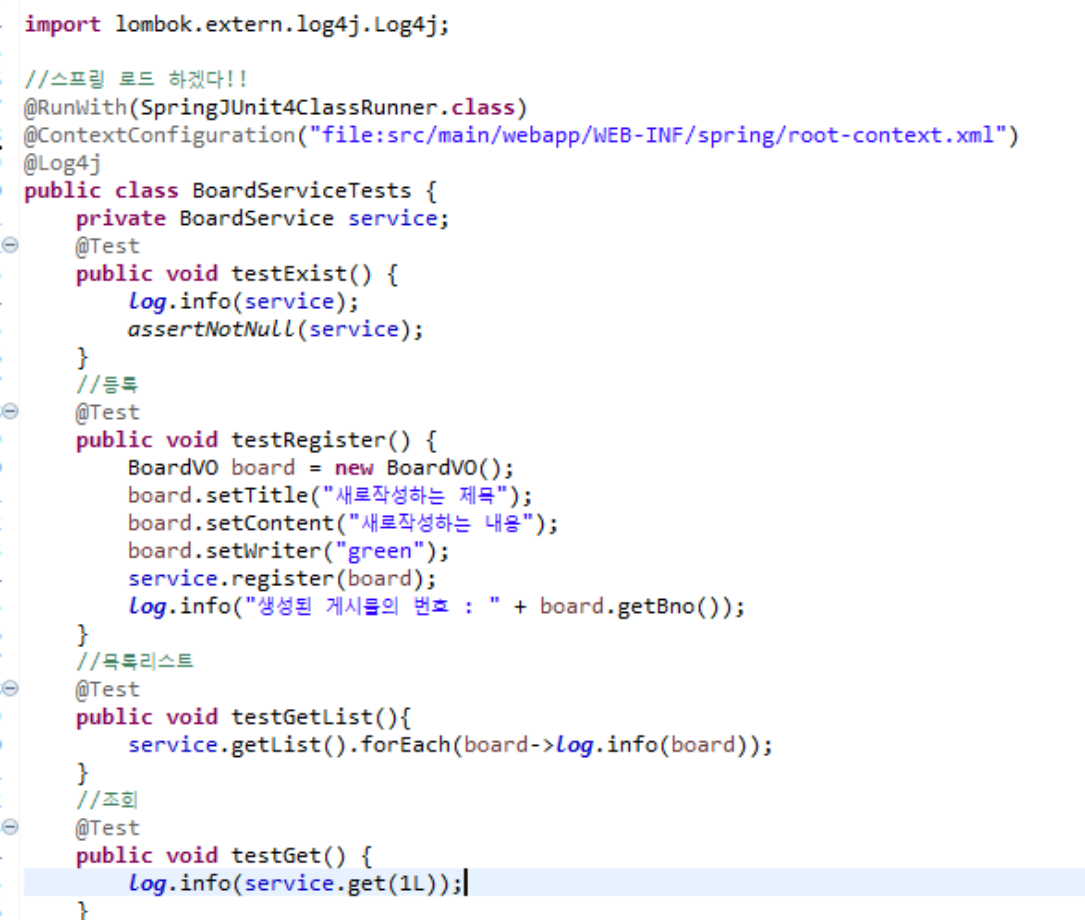 import lombok.extern.log4j.Log4j;
//스프링 로드 하겠다!!
@RunWith(SpringJUnit4ClassRunner.class)
@ContextConfiguration("file:src/main/webapp/WEB-INF/spring/root-context.xml")
@Log4j
public class BoardServiceTests {
    private BoardService service;
    @Test
    public void testExist() {
        log.info(service);
        assertNotNull(service);
    }
    //등록
    @Test
    public void testRegister() {
        BoardVO board = new BoardVO();
        board.setTitle("새로작성하는 제목");
        board.setContent("새로작성하는 내용");
        board.setWriter("green");
        service.register(board);
        log.info("생성된 게시물의 번호 : " + board.getBno());
    }
    //목록리스트
    @Test
    public void testGetList(){
        service.getList().forEach(board->log.info(board));
    }
    //조회
    @Test
    public void testGet() {
        log.info(service.get(1L));
    }